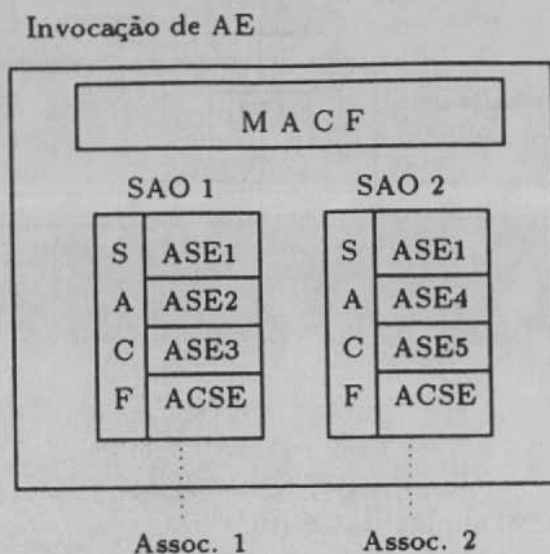 Invocação de AE
M A C F
SAO 1 SAO 2
S ASE1 S ASE1
A ASE2 A ASE4
C ASE3 C ASE5
F ACSE F ACSE
Assoc. 1 Assoc. 2